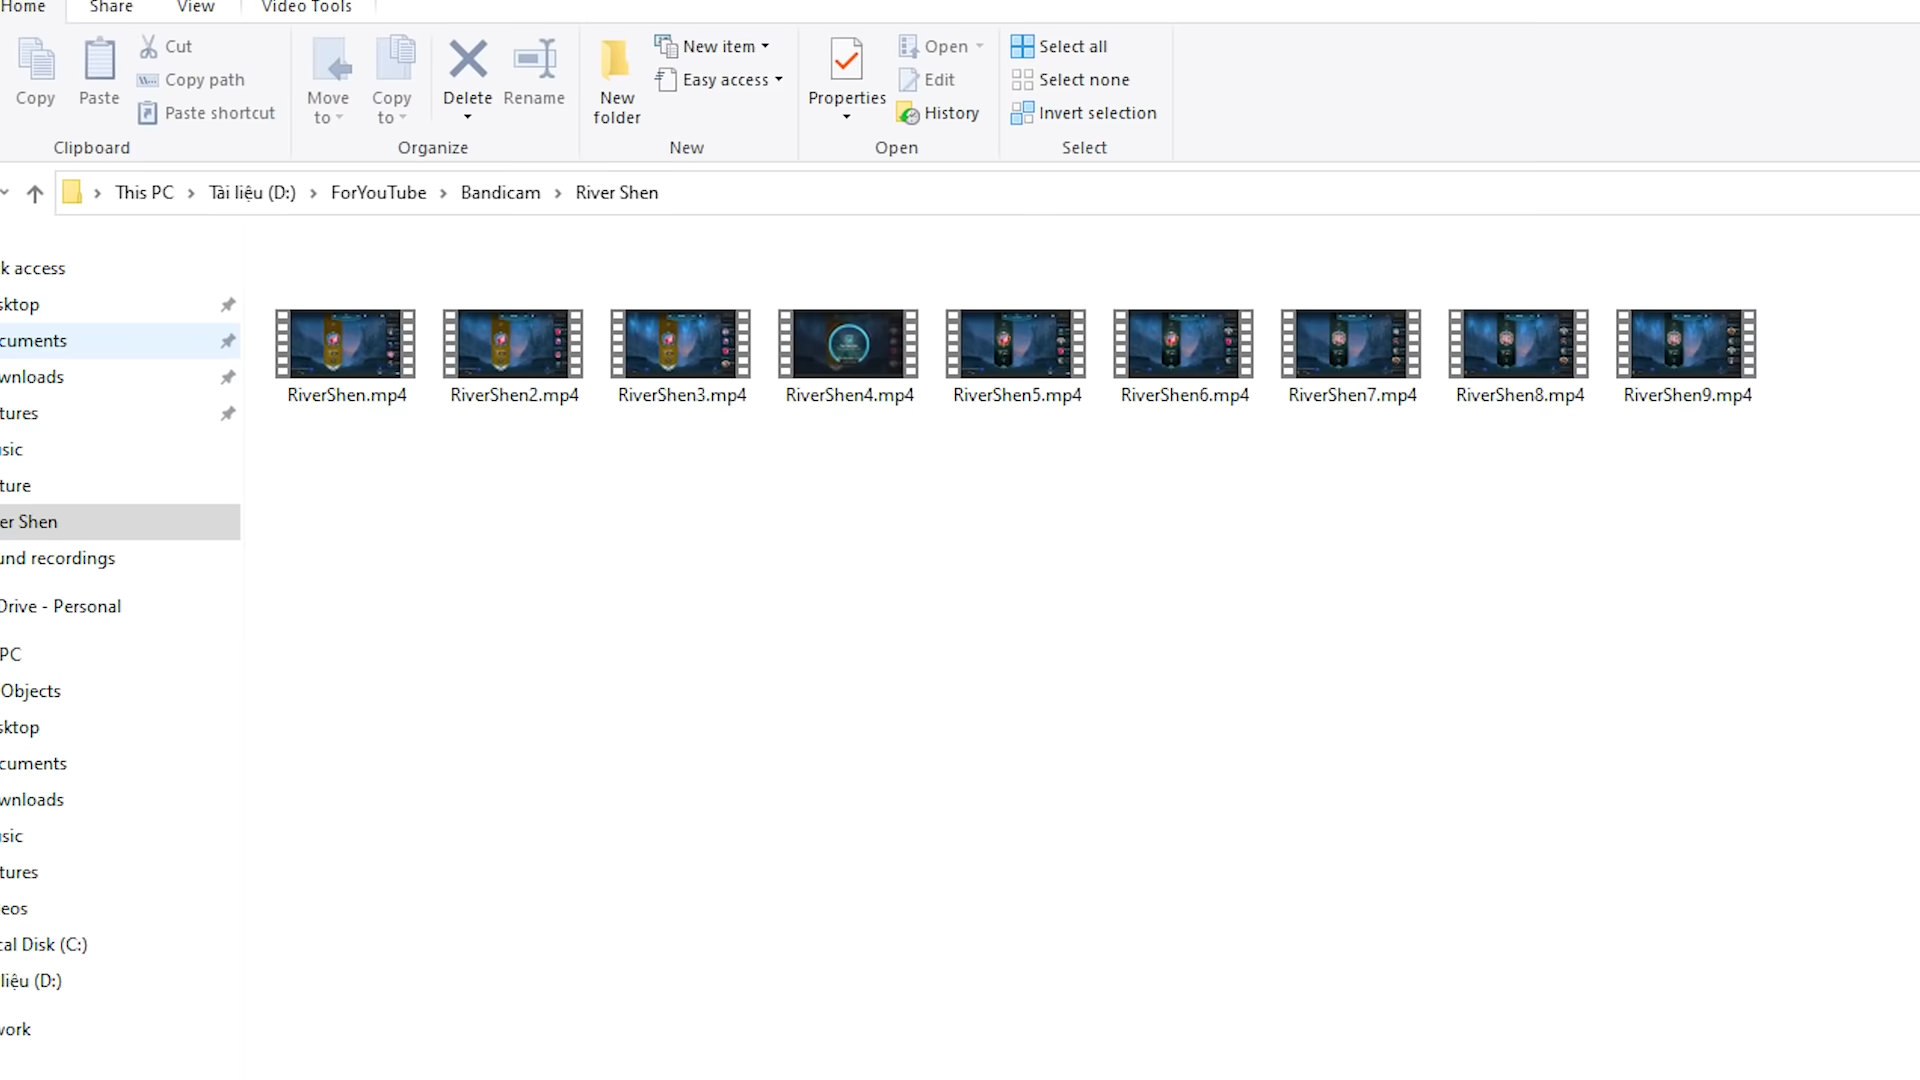 Home Share View Video Tools
Copy
Paste
Cut
Copy path
Paste shortcut
Clipboard
Move to
Copy to
Delete
Rename
Organize
New folder
New item
Easy access
New
Properties
Open
Edit
History
Open
Select all
Select none
Invert selection
Select
This PC > Tài liệu (D:) > ForYouTube > Bandicam > River Shen
k access
sktop
cuments
wnloads
tures
sic
ture
er Shen
und recordings
Drive - Personal
PC
Objects
sktop
cuments
wnloads
sic
tures
eos
cal Disk (C:)
liệu (D:)
work
RiverShen.mp4 RiverShen2.mp4 RiverShen3.mp4 RiverShen4.mp4 RiverShen5.mp4 RiverShen6.mp4 RiverShen7.mp4 RiverShen8.mp4 RiverShen9.mp4